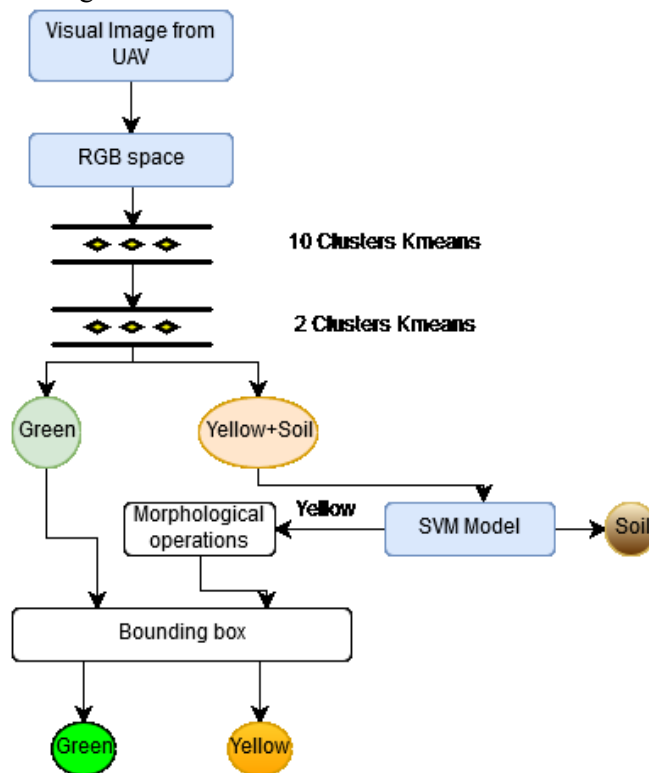 Visual Image from
UAV
RGB space
10 Clusters Kmeans
2 Clusters Kmeans
Green
Yellow+Soil
Yellow
Morphological
operations
SVM Model
Soil
Bounding box
Green
Yellow